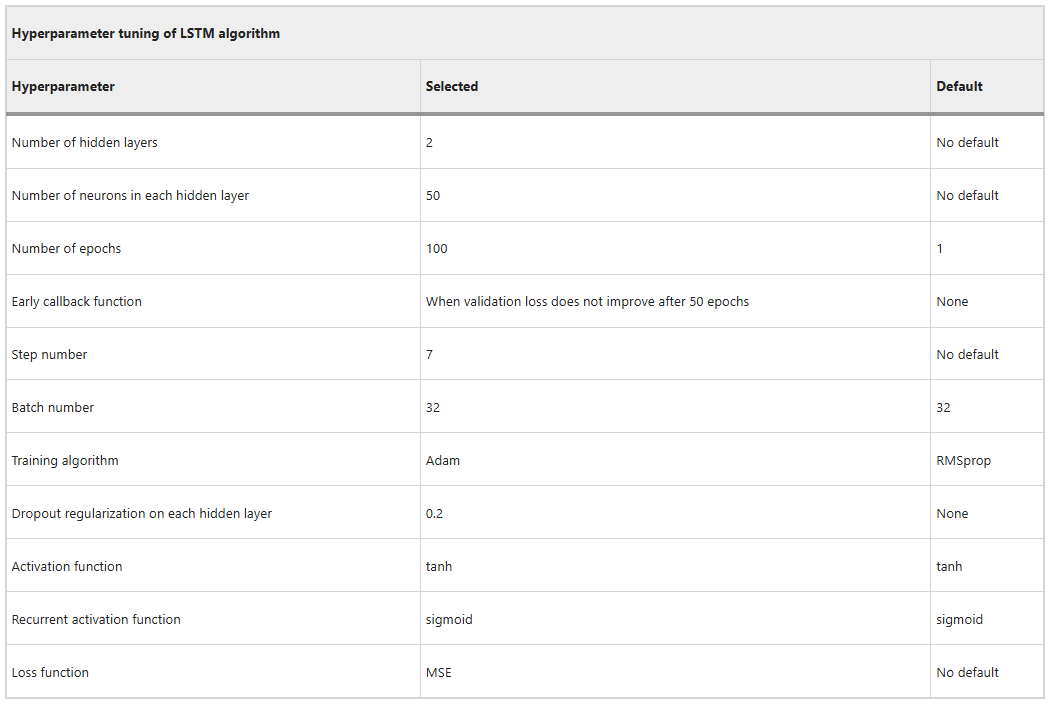 Hyperparameter tuning of LSTM algorithm
Hyperparameter Selected Default
Number of hidden layers 2 No default
Number of neurons in each hidden layer 50 No default
Number of epochs 100 1
Early callback function When validation loss does not improve after 50 epochs None
Step number 7 No default
Batch number 32 32
Training algorithm Adam RMSprop
Dropout regularization on each hidden layer 0.2 None
Activation function tanh tanh
Recurrent activation function sigmoid sigmoid
Loss function MSE No default